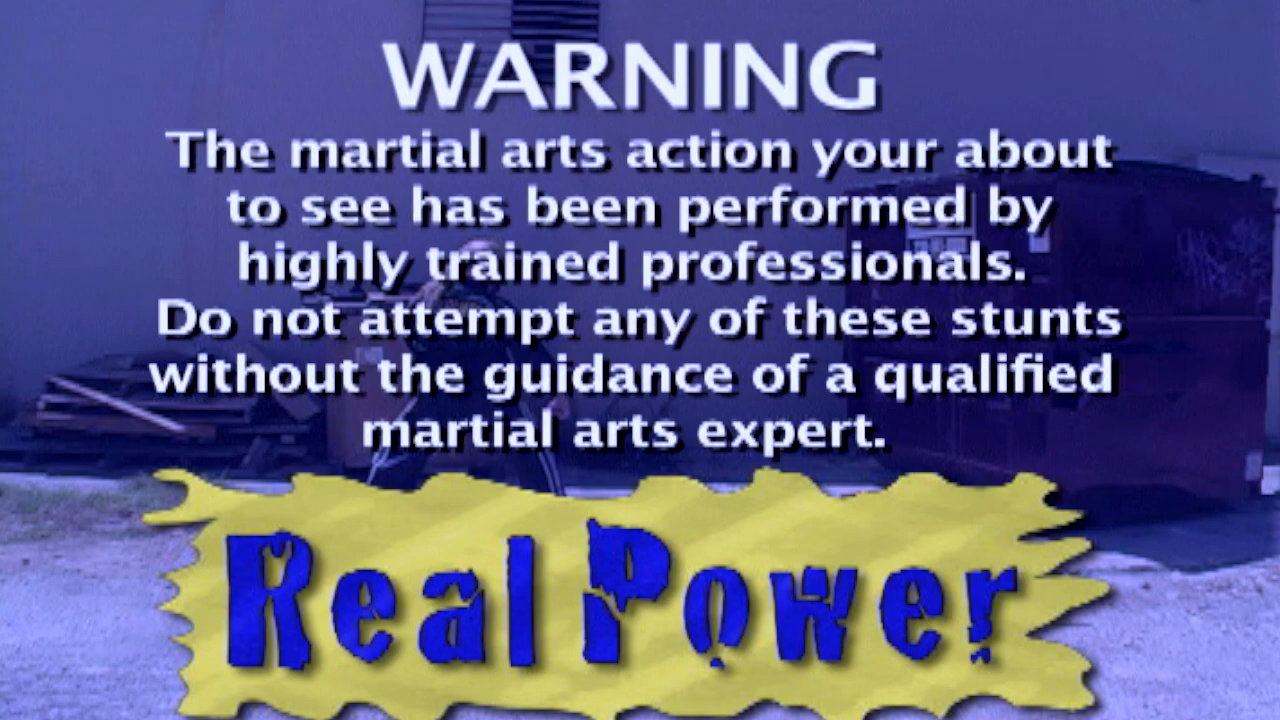 WARNING
The martial arts action your about
to see has been performed by
highly trained professionals.
Do not attempt any of these stunts
without the guidance of a qualified
martial arts expert.
Real Power